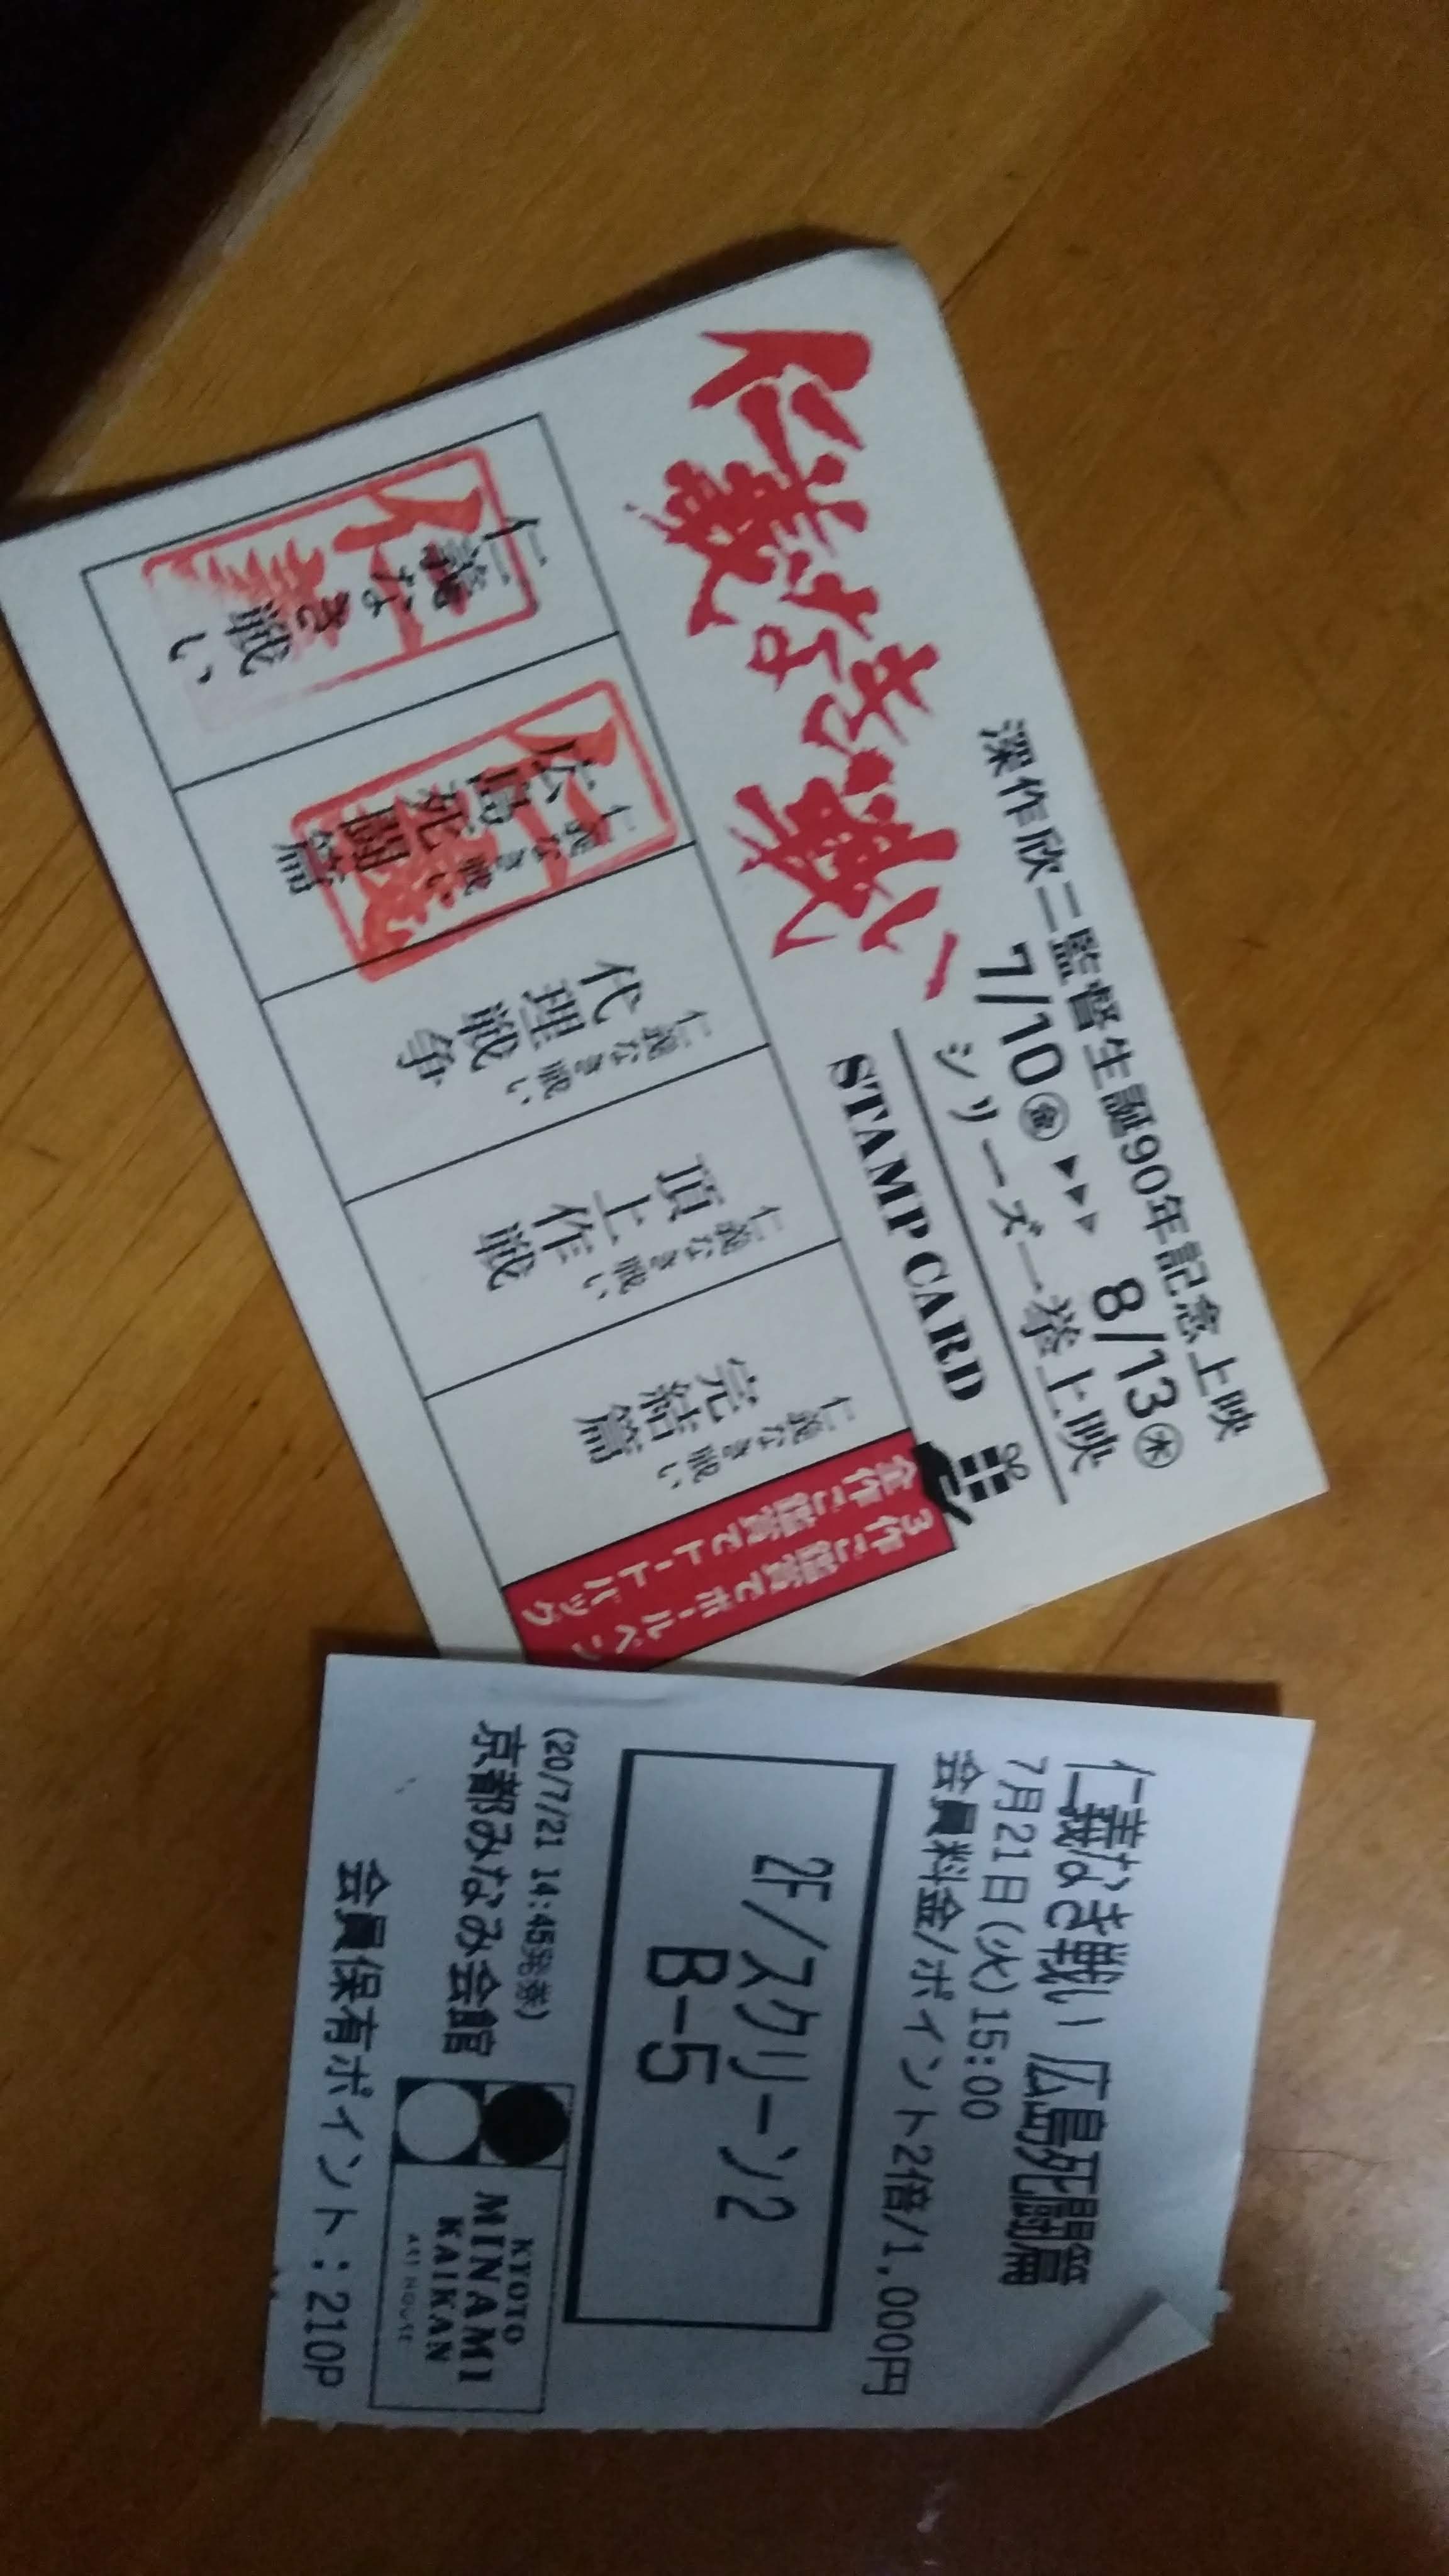 深作欣二監督生誕90年記念上映
7/10㊎▶▶▶8/13㊍
シリーズ一挙上映
仁義なき戦い
STAMP CARD
仁義なき戦い
仁義なき戦い
広島死闘篇
仁義なき戦い
代理戦争
仁義なき戦い
頂上作戦
仁義なき戦い
完結篇
3作ご鑑賞でボールペン
全作ご鑑賞でトートバック
仁義なき戦い 広島死闘篇
7月21日(火)15:00
会員料金/ポイント2倍/1,000円
2F/スクリーン2
B-5
(20/7/21 14:45発券)
京都みなみ会館
KYOTO
MINAMI
KAIKAN
ART HOUSE
会員保有ポイント:210P